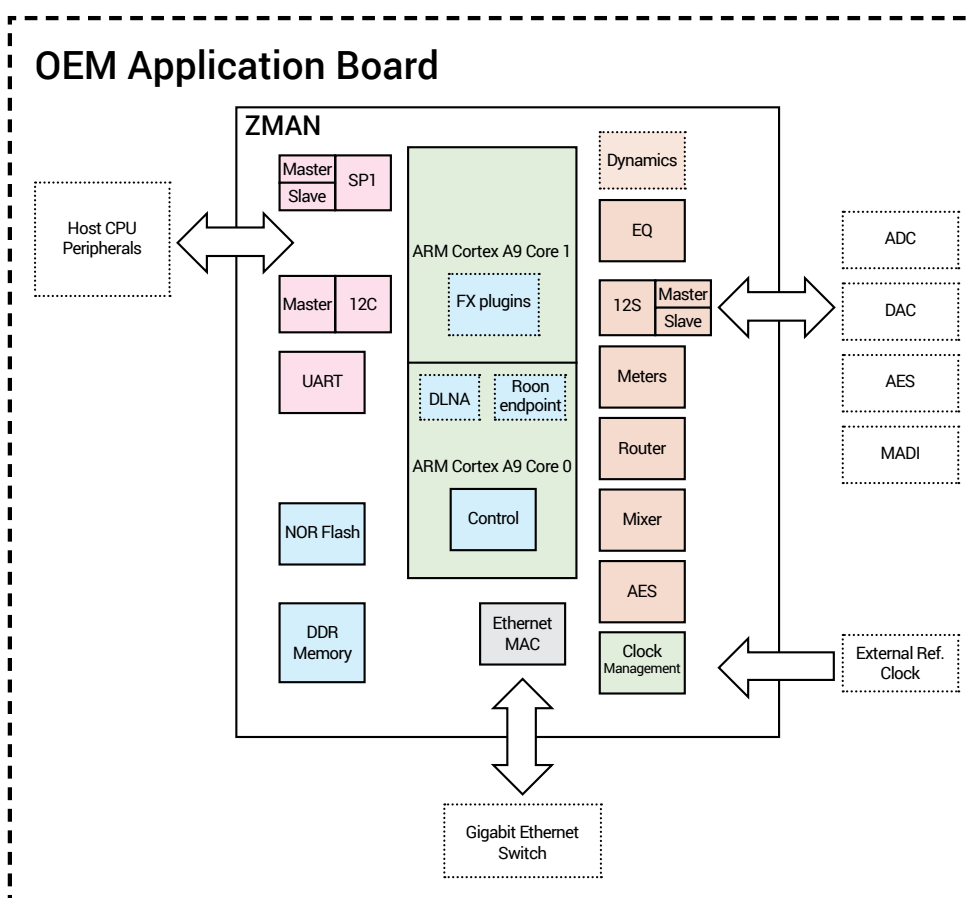 OEM Application Board
ZMAN
Master
Slave
SP1
Host CPU
Peripherals
Master
12C
UART
NOR Flash
DDR
Memory
ARM Cortex A9 Core 1
FX plugins
DLNA
Roon
endpoint
ARM Cortex A9 Core 0
Control
Ethernet
MAC
Dynamics
EQ
12S
Master
Slave
Meters
Router
Mixer
AES
Clock
Management
ADC
DAC
AES
MADI
External Ref.
Clock
Gigabit Ethernet
Switch